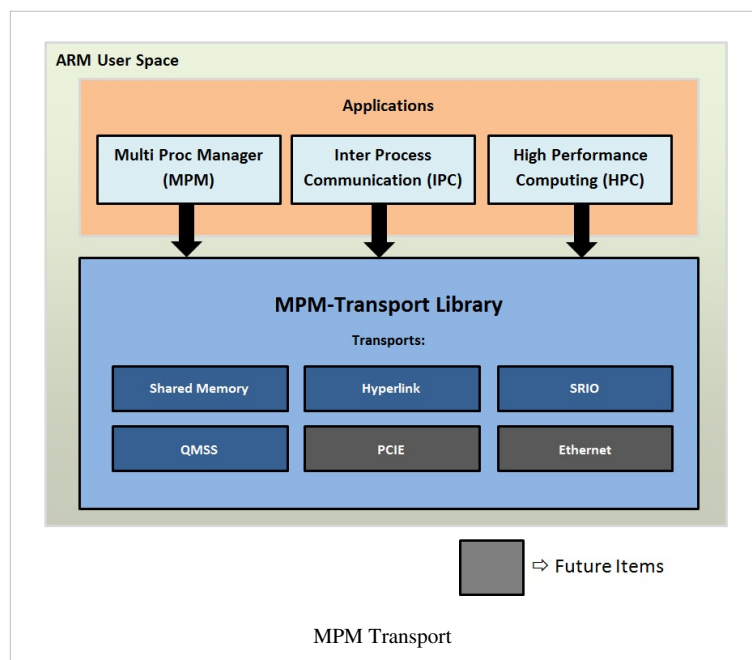 ARM User Space
Applications
Multi Proc Manager
(MPM)
Inter Process
Communication (IPC)
High Performance
Computing (HPC)
MPM-Transport Library
Transports:
Shared Memory
Hyperlink
SRIO
QMSS
PCIE
Ethernet
⇨ Future Items
MPM Transport